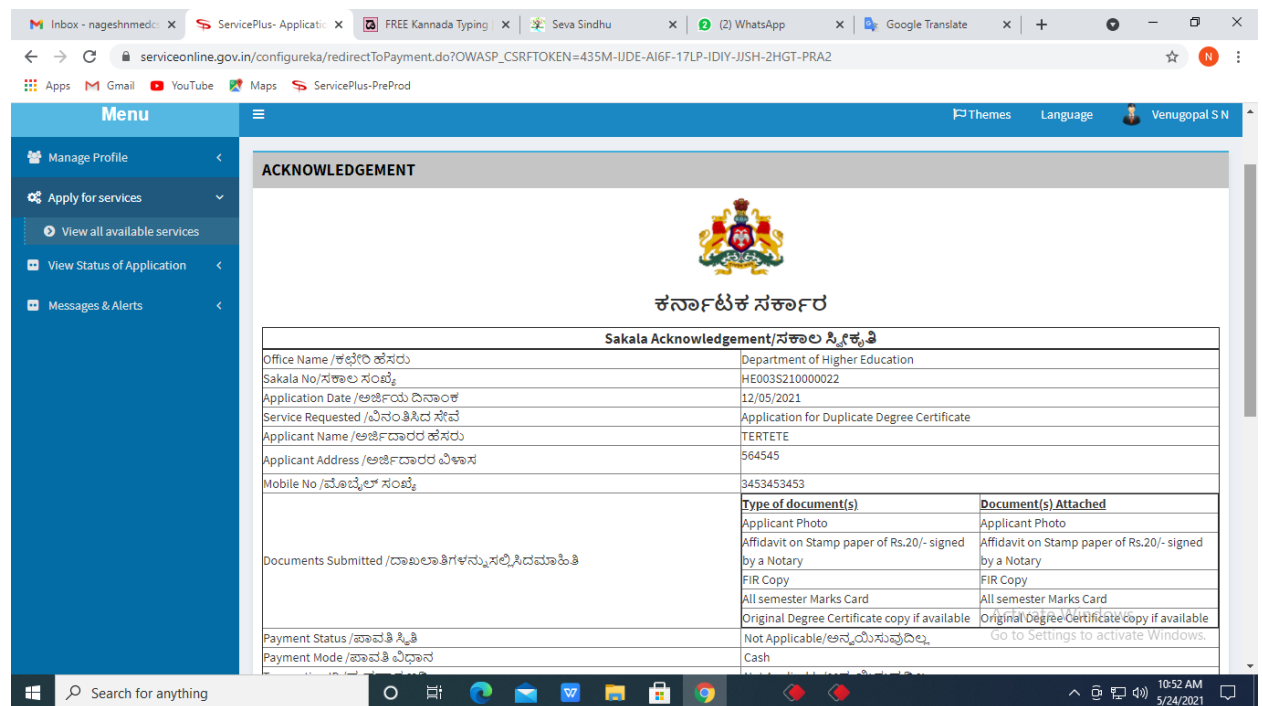 Inbox - nageshnmedcs
ServicePlus- Applicatic
FREE Kannada Typing
Seva Sindhu
(2) WhatsApp
Google Translate
serviceonline.gov.in/configureka/redirectToPayment.do?OWASP_CSRFTOKEN=435M-IJDE-AI6F-17LP-IDIY-JJSH-2HGT-PRA2
N
Apps Gmail YouTube Maps ServicePlus-PreProd
Menu
Themes Language Venugopal S N
Manage Profile
Apply for services
View all available services
View Status of Application
Messages & Alerts
ACKNOWLEDGEMENT
ಕರ್ನಾಟಕ ಸರ್ಕಾರ
Sakala Acknowledgement/ಸಕಾಲ ಸ್ವೀಕೃತಿ
Office Name /ಕಛೇರಿ ಹೆಸರು Department of Higher Education
Sakala No/ಸಕಾಲ ಸಂಖ್ಯೆ HE003S210000022
Application Date /ಅರ್ಜಿಯ ದಿನಾಂಕ 12/05/2021
Service Requested /ವಿನಂತಿಸಿದ ಸೇವೆ Application for Duplicate Degree Certificate
Applicant Name /ಅರ್ಜಿದಾರರ ಹೆಸರು TERTETE
Applicant Address /ಅರ್ಜಿದಾರರ ವಿಳಾಸ 564545
Mobile No /ಮೊಬೈಲ್ ಸಂಖ್ಯೆ 3453453453
Documents Submitted /ದಾಖಲಾತಿಗಳನ್ನು ಸಲ್ಲಿಸಿದಮಾಹಿತಿ
Type of document(s) Document(s) Attached
Applicant Photo Applicant Photo
Affidavit on Stamp paper of Rs.20/- signed by a Notary Affidavit on Stamp paper of Rs.20/- signed by a Notary
FIR Copy FIR Copy
All semester Marks Card All semester Marks Card
Original Degree Certificate copy if available Original Degree Certificate copy if available
Payment Status /ಪಾವತಿ ಸ್ಥಿತಿ Not Applicable/ಅನ್ವಯಿಸುವುದಿಲ್ಲ
Payment Mode /ಪಾವತಿ ವಿಧಾನ Cash
Activate Windows
Go to Settings to activate Windows.
Search for anything
10:52 AM
5/24/2021